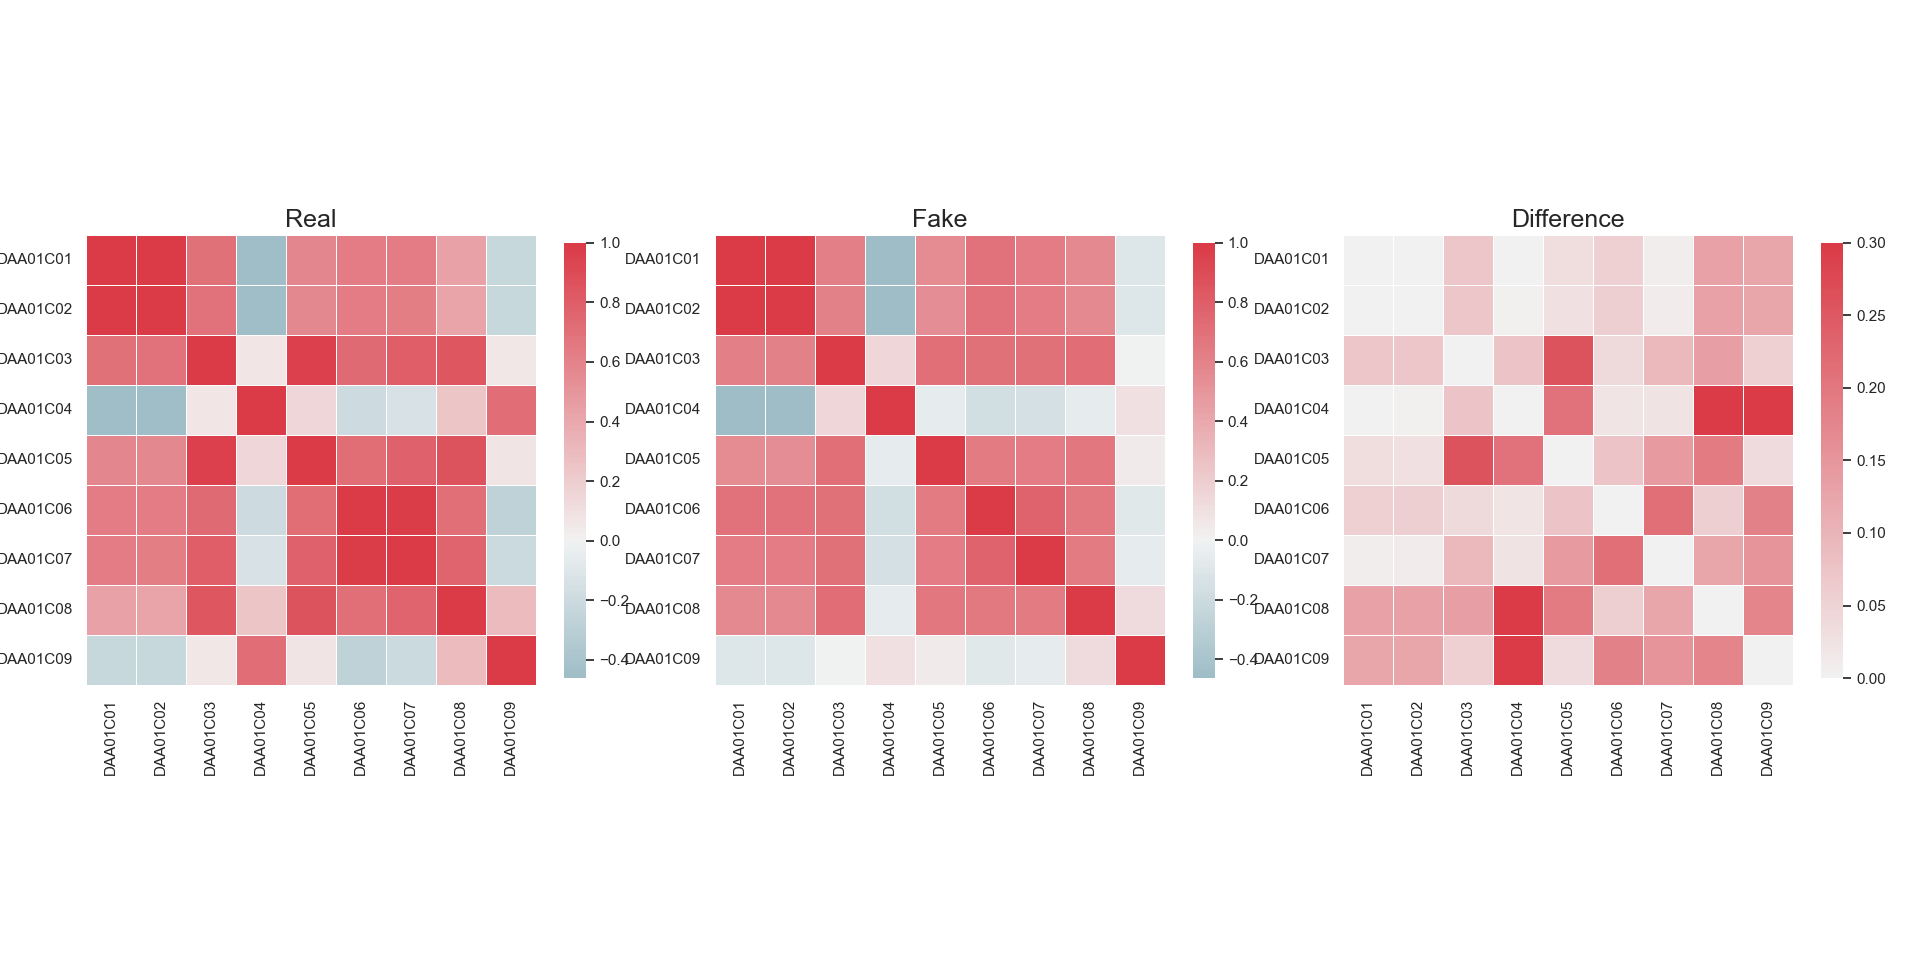 Real
DAA01C01
DAA01C02
DAA01C03
DAA01C04
DAA01C05
DAA01C06
DAA01C07
DAA01C08
DAA01C09
DAA01C01
DAA01C02
DAA01C03
DAA01C04
DAA01C05
DAA01C06
DAA01C07
DAA01C08
DAA01C09
1.0
0.8
0.6
0.4
0.2
0.0
−0.2
−0.4
Fake
DAA01C01
DAA01C02
DAA01C03
DAA01C04
DAA01C05
DAA01C06
DAA01C07
DAA01C08
DAA01C09
DAA01C01
DAA01C02
DAA01C03
DAA01C04
DAA01C05
DAA01C06
DAA01C07
DAA01C08
DAA01C09
1.0
0.8
0.6
0.4
0.2
0.0
−0.2
−0.4
Difference
DAA01C01
DAA01C02
DAA01C03
DAA01C04
DAA01C05
DAA01C06
DAA01C07
DAA01C08
DAA01C09
DAA01C01
DAA01C02
DAA01C03
DAA01C04
DAA01C05
DAA01C06
DAA01C07
DAA01C08
DAA01C09
0.30
0.25
0.20
0.15
0.10
0.05
0.00